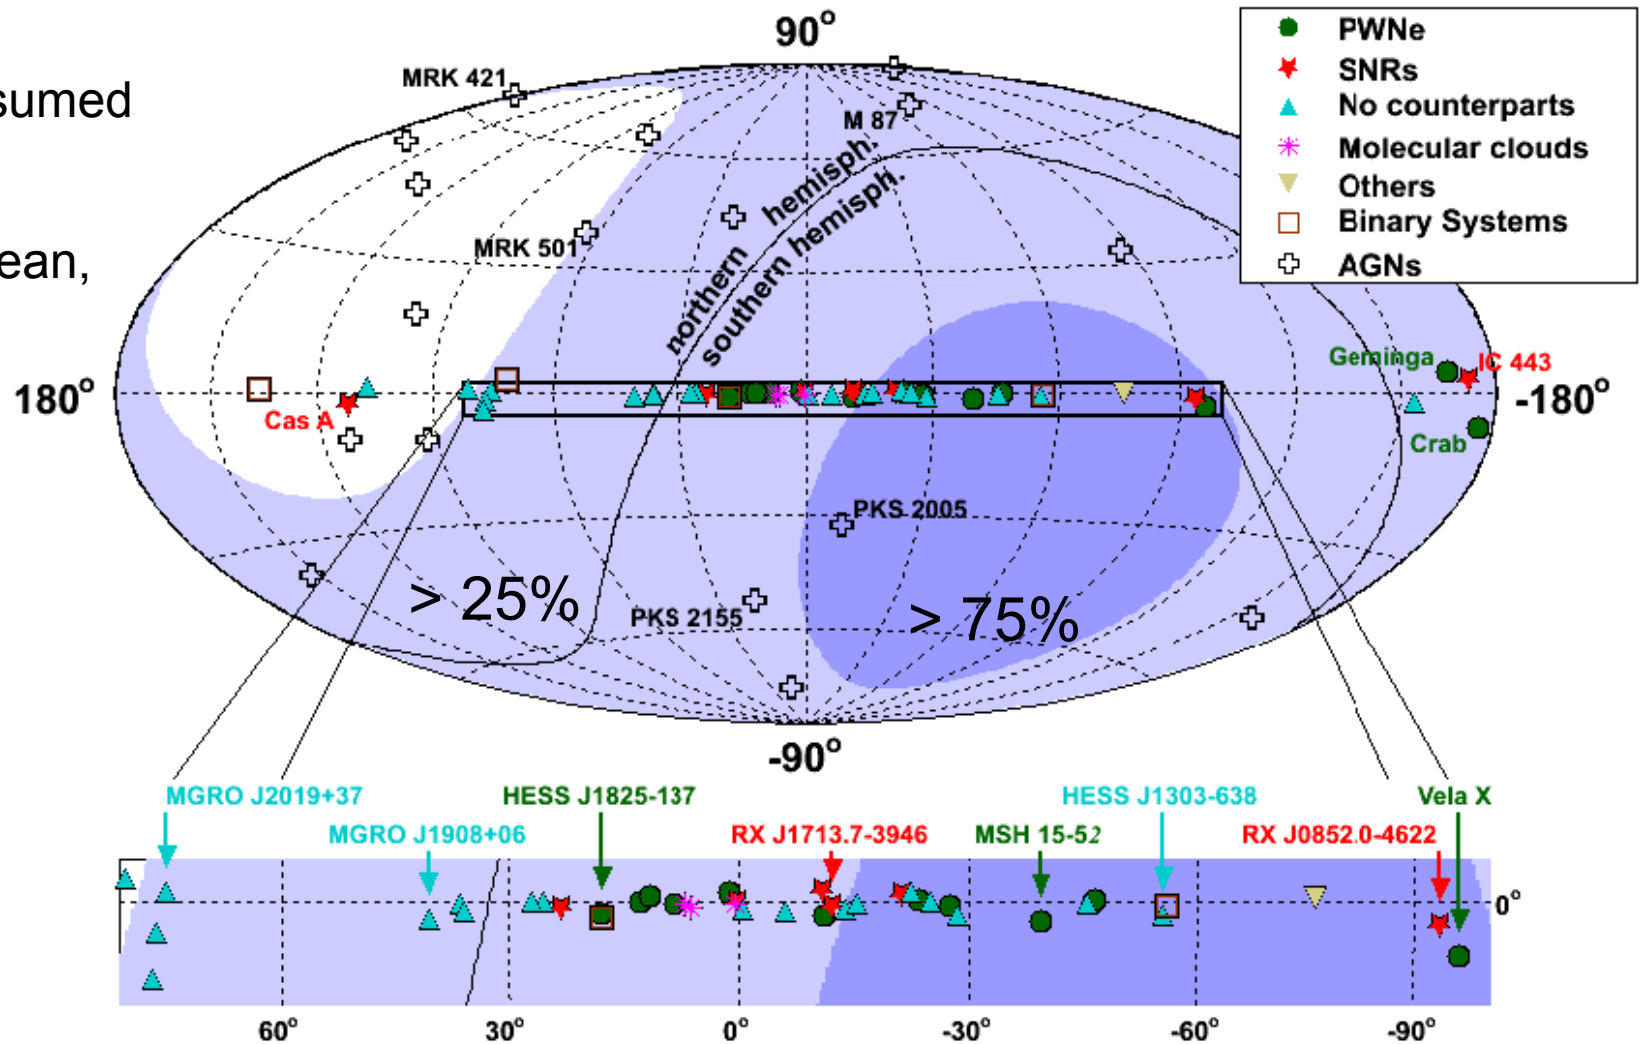 sumed
ean,
90°
180°
-180°
-90°
PWNe
SNRs
No counterparts
Molecular clouds
Others
Binary Systems
AGNs
MRK 421
M 87
MRK 501
northern hemisph.
southern hemisph.
Geminga
IC 443
Cas A
Crab
PKS 2005
> 25%
PKS 2155
> 75%
MGRO J2019+37
HESS J1825-137
HESS J1303-638
Vela X
MGRO J1908+06
RX J1713.7-3946
MSH 15-52
RX J0852.0-4622
0°
60°
30°
0°
-30°
-60°
-90°